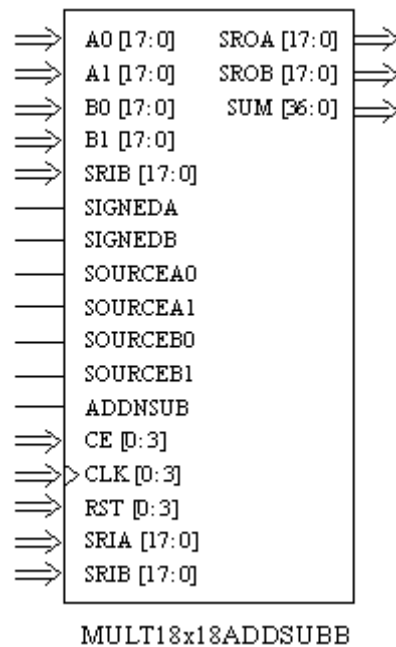 A0 [17:0] SROA [17:0]
A1 [17:0] SROB [17:0]
B0 [17:0] SUM [36:0]
B1 [17:0]
SRIB [17:0]
SIGNEDA
SIGNEDB
SOURCEA0
SOURCEA1
SOURCEB0
SOURCEB1
ADDNSUB
CE [0:3]
CLK [0:3]
RST [0:3]
SRIA [17:0]
SRIB [17:0]
MULT18x18ADDSUBB